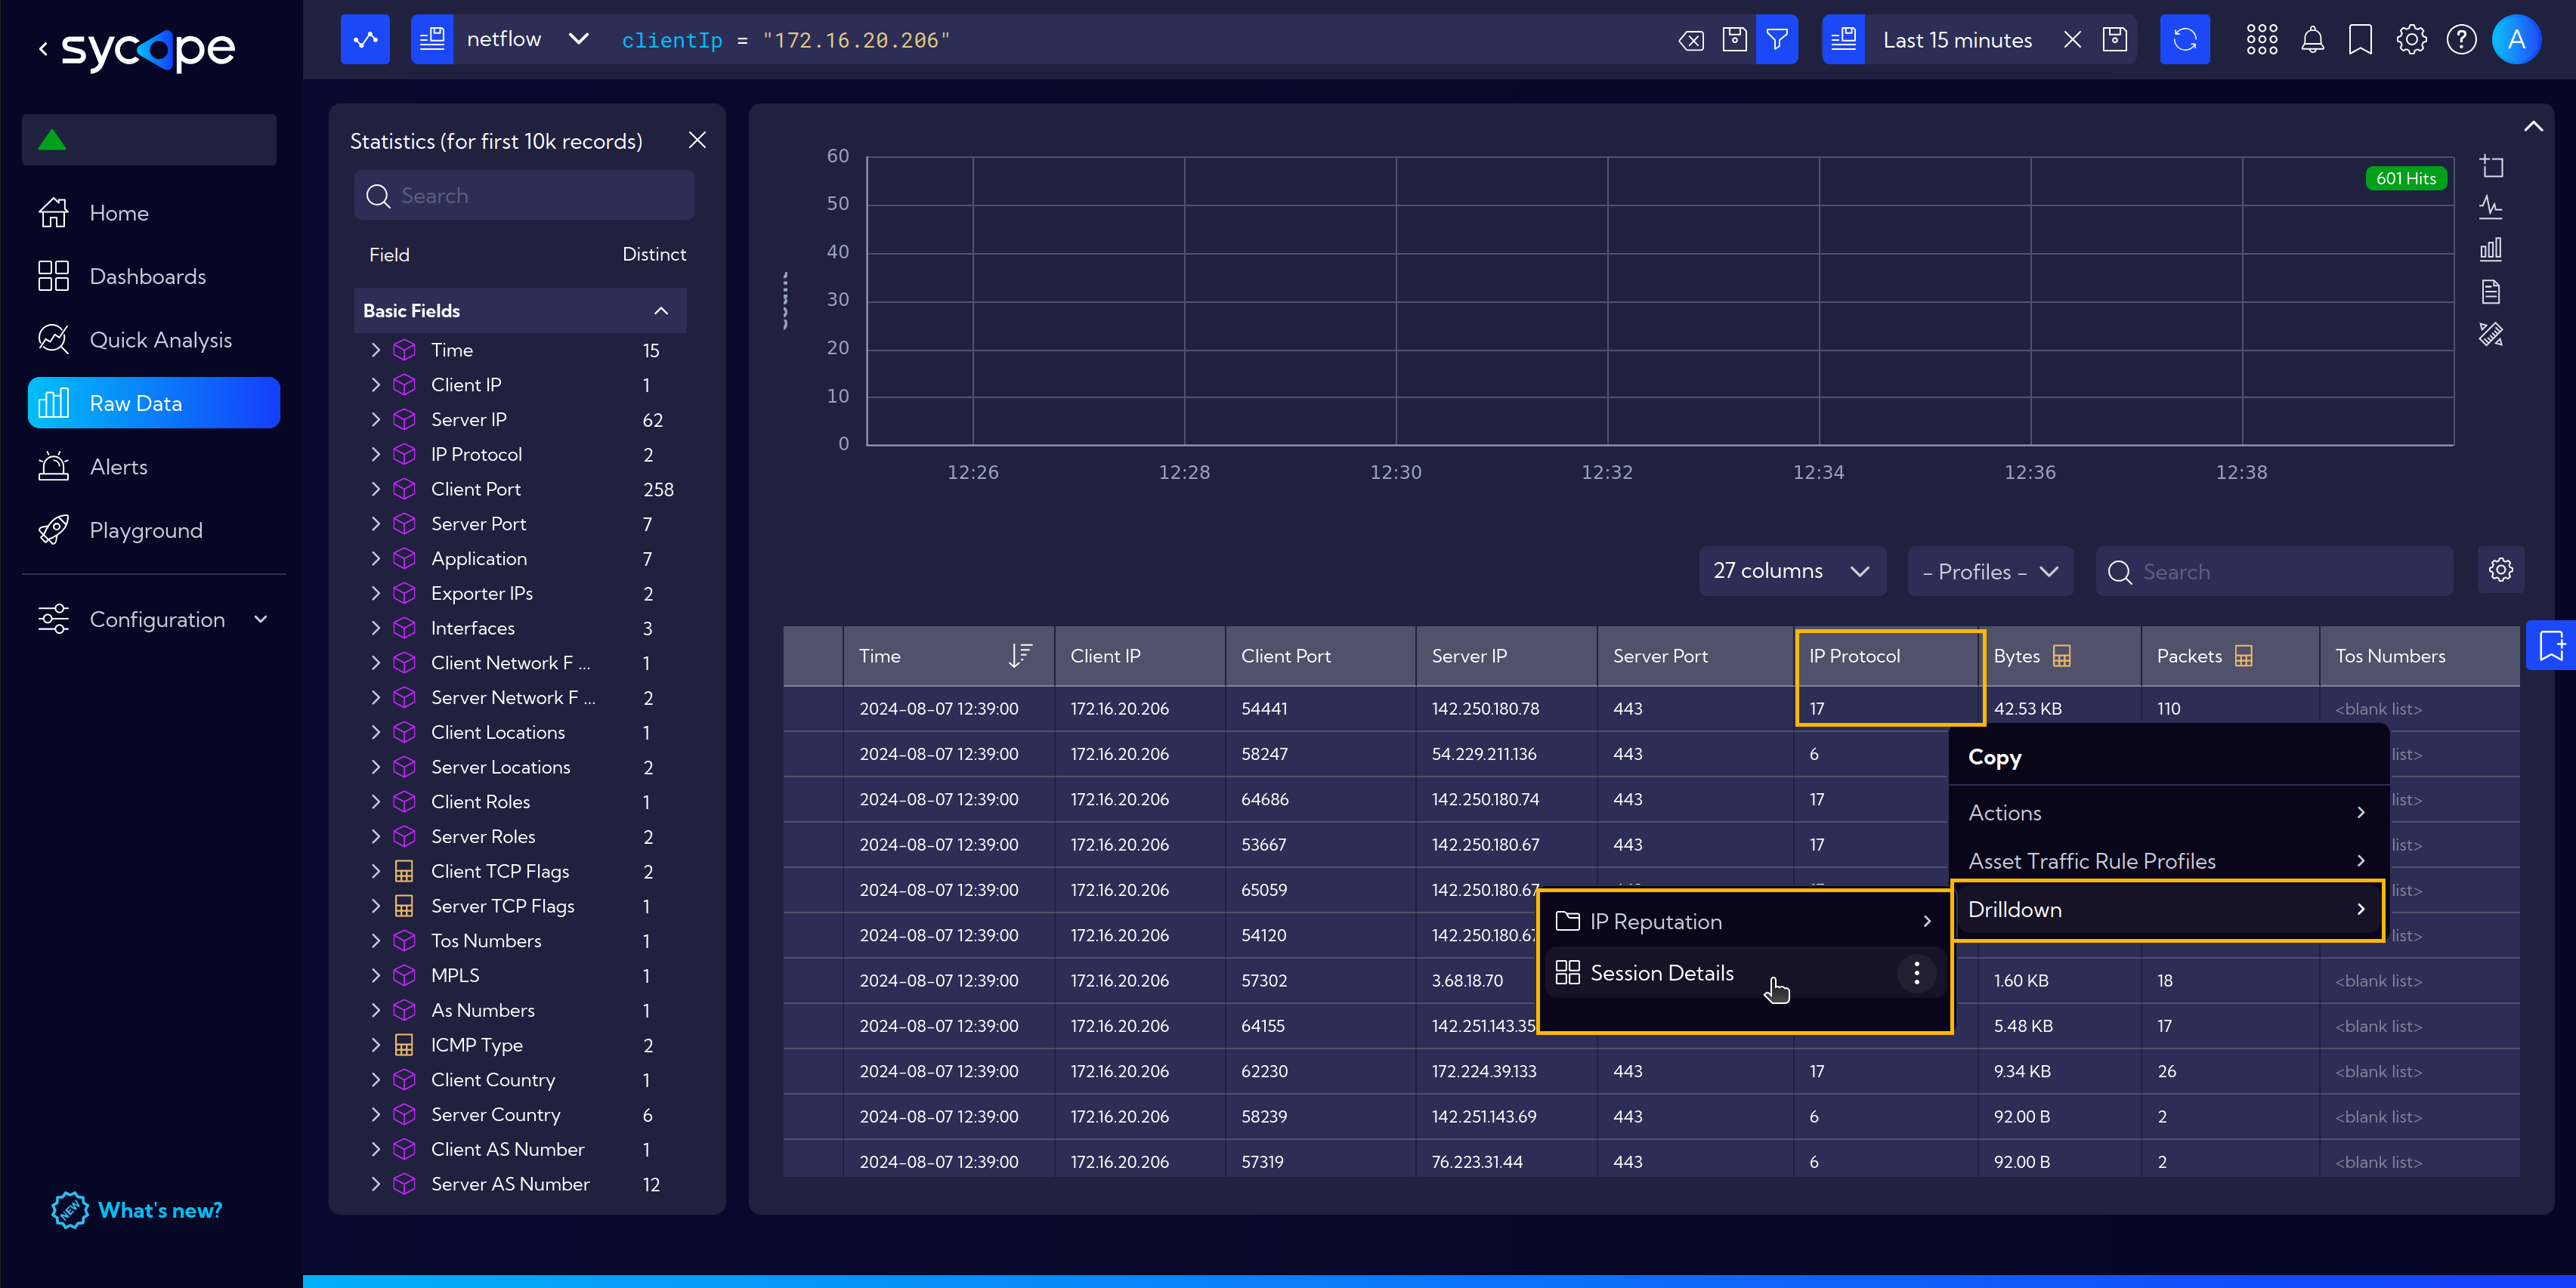 sycope
netflow
clientIp = "172.16.20.206"
Last 15 minutes
A
Home
Dashboards
Quick Analysis
Raw Data
Alerts
Playground
Configuration
NEW What's new?
Statistics (for first 10k records)
Search
Field Distinct
Basic Fields
Time 15
Client IP 1
Server IP 62
IP Protocol 2
Client Port 258
Server Port 7
Application 7
Exporter IPs 2
Interfaces 3
Client Network F ... 1
Server Network F ... 2
Client Locations 1
Server Locations 2
Client Roles 1
Server Roles 2
Client TCP Flags 2
Server TCP Flags 1
Tos Numbers 1
MPLS 1
As Numbers 1
ICMP Type 2
Client Country 1
Server Country 6
Client AS Number 1
Server AS Number 12
601 Hits
60
50
40
30
20
10
0
12:26 12:28 12:30 12:32 12:34 12:36 12:38
27 columns
- Profiles -
Search
Time Client IP Client Port Server IP Server Port IP Protocol Bytes Packets Tos Numbers
2024-08-07 12:39:00 172.16.20.206 54441 142.250.180.78 443 17 42.53 KB 110 <blank list>
2024-08-07 12:39:00 172.16.20.206 58247 54.229.211.136 443 6 list>
2024-08-07 12:39:00 172.16.20.206 64686 142.250.180.74 443 17 list>
2024-08-07 12:39:00 172.16.20.206 53667 142.250.180.67 443 17 list>
2024-08-07 12:39:00 172.16.20.206 65059 142.250.180.67 list>
2024-08-07 12:39:00 172.16.20.206 54120 142.250.180.67 list>
2024-08-07 12:39:00 172.16.20.206 57302 3.68.18.70 1.60 KB 18 <blank list>
2024-08-07 12:39:00 172.16.20.206 64155 142.251.143.35 5.48 KB 17 <blank list>
2024-08-07 12:39:00 172.16.20.206 62230 172.224.39.133 443 17 9.34 KB 26 <blank list>
2024-08-07 12:39:00 172.16.20.206 58239 142.251.143.69 443 6 92.00 B 2 <blank list>
2024-08-07 12:39:00 172.16.20.206 57319 76.223.31.44 443 6 92.00 B 2 <blank list>
Copy
Actions
Asset Traffic Rule Profiles
Drilldown
IP Reputation
Session Details